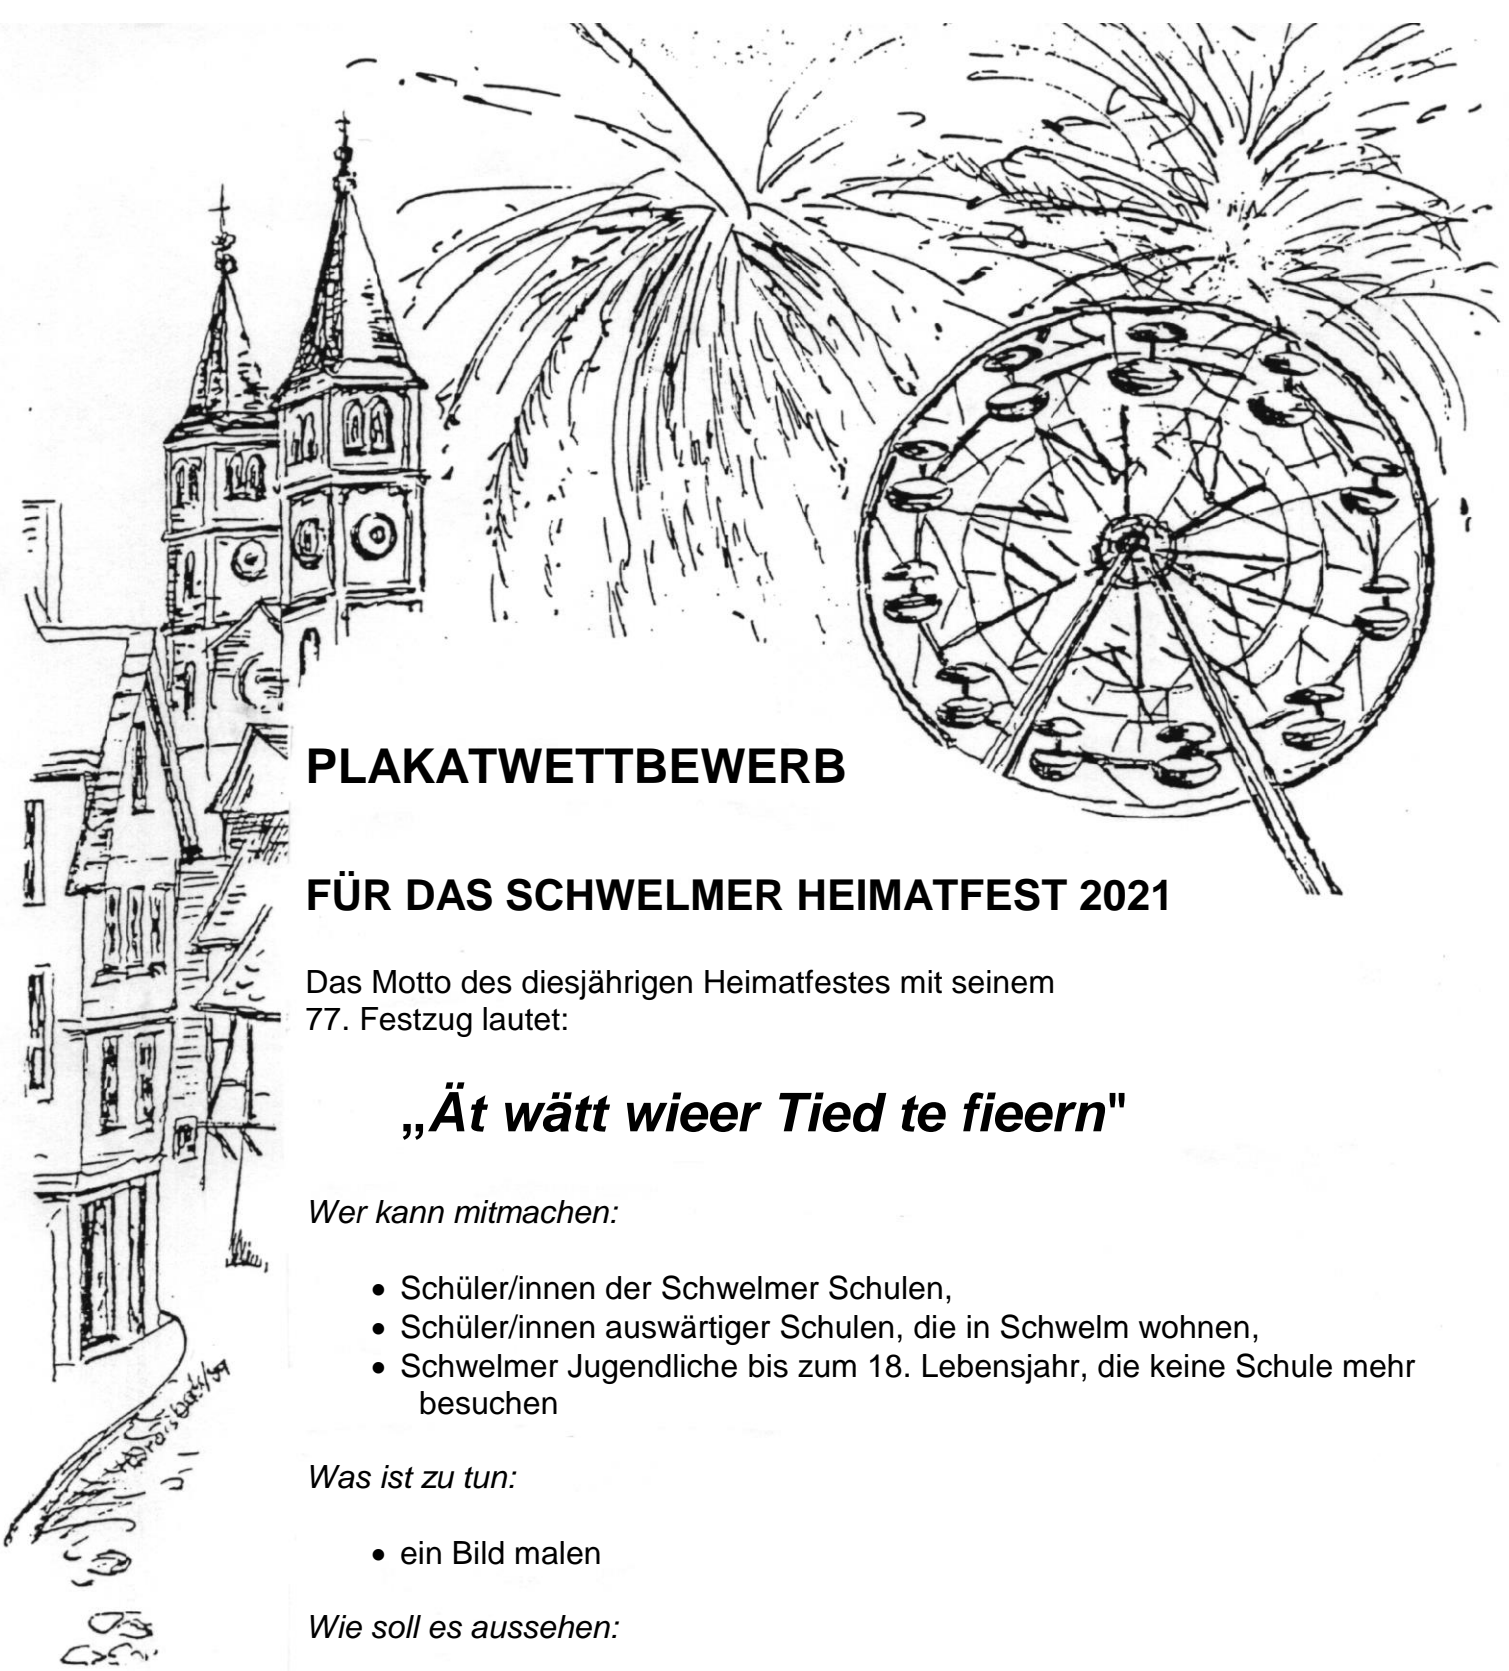 PLAKATWETTBEWERB
FÜR DAS SCHWELMER HEIMATFEST 2021
Das Motto des diesjährigen Heimatfestes mit seinem
77. Festzug lautet:
„Ät wätt wieer Tied te fieern"
Wer kann mitmachen:
• Schüler/innen der Schwelmer Schulen,
• Schüler/innen auswärtiger Schulen, die in Schwelm wohnen,
• Schwelmer Jugendliche bis zum 18. Lebensjahr, die keine Schule mehr
besuchen
Was ist zu tun:
• ein Bild malen
Wie soll es aussehen: